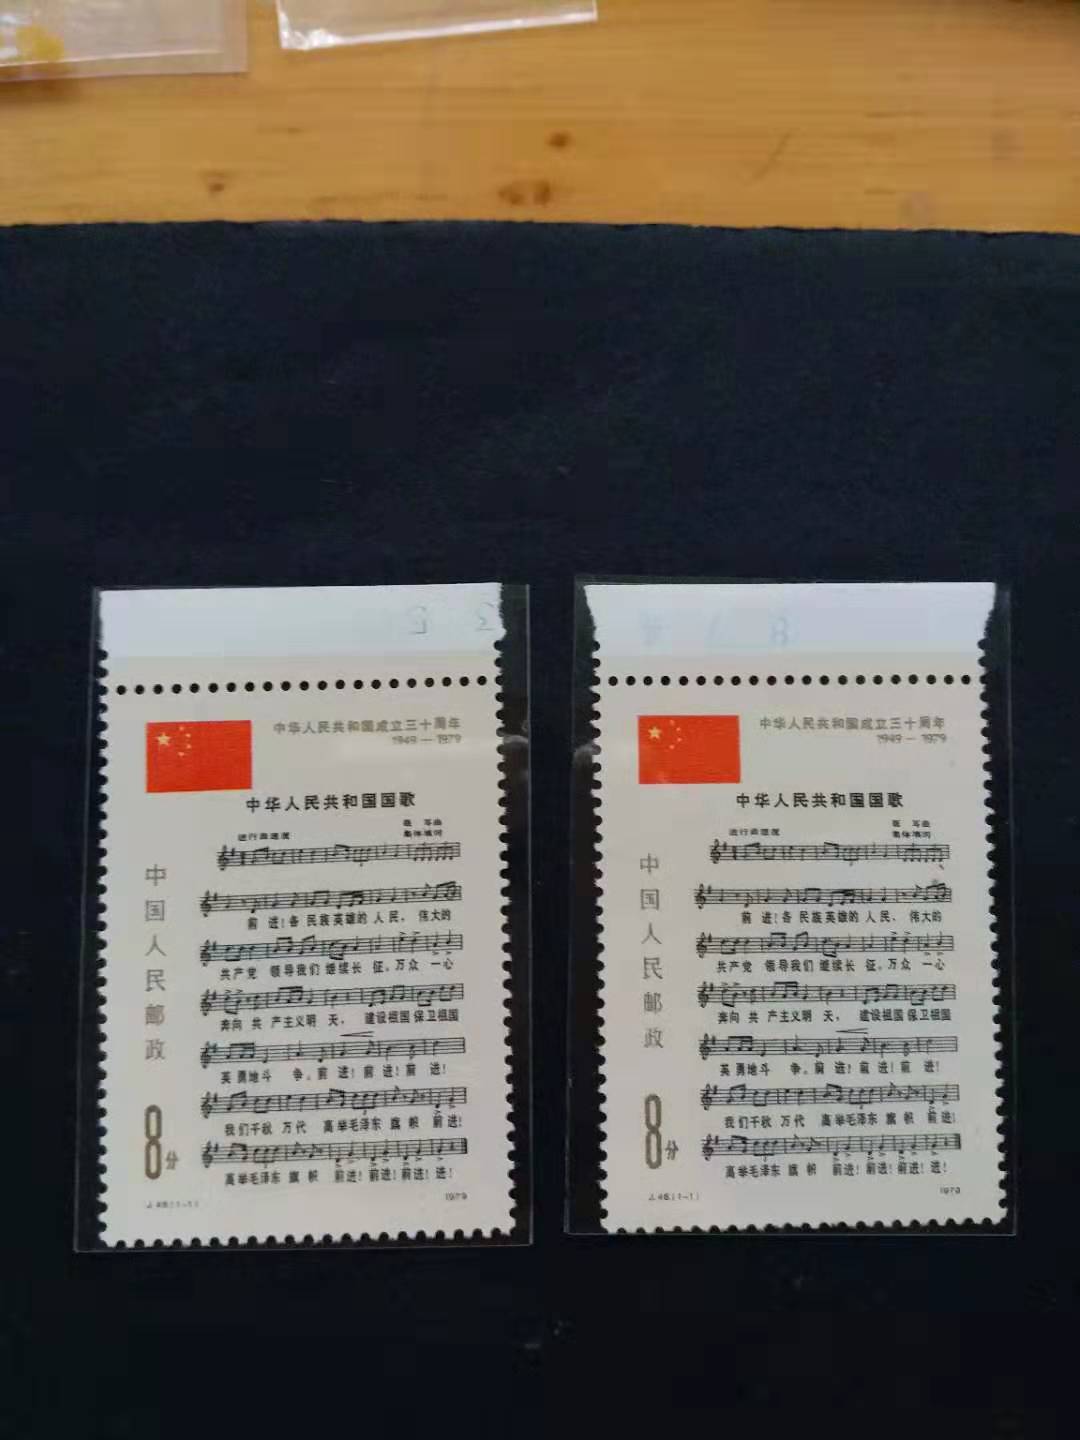 中华人民共和国成立三十周年
1949－1979
中华人民共和国国歌
聂 耳曲
进行曲速度 集体填词
前 进！各 民族英雄的 人 民， 伟大的
共产党 领导我们 继续长 征。万众 一心
奔向 共 产主义明 天， 建设祖国 保卫祖国
英 勇地斗 争。前 进！前 进！前 进！
我们千秋 万代 高举毛泽东 旗 帜 前进！
高举毛泽东 旗 帜 前进！前进！前进！进！
中国人民邮政
8分
J.46.(1－1) 1979
中华人民共和国成立三十周年
1949－1979
中华人民共和国国歌
聂 耳曲
进行曲速度 集体填词
前 进！各 民族英雄的 人 民， 伟大的
共产党 领导我们 继续长 征。万众 一心
奔向 共 产主义明 天， 建设祖国 保卫祖国
英 勇地斗 争。前 进！前 进！前 进！
我们千秋 万代 高举毛泽东 旗 帜 前进！
高举毛泽东 旗 帜 前进！前进！前进！进！
中国人民邮政
8分
J.46.(1－1) 1979